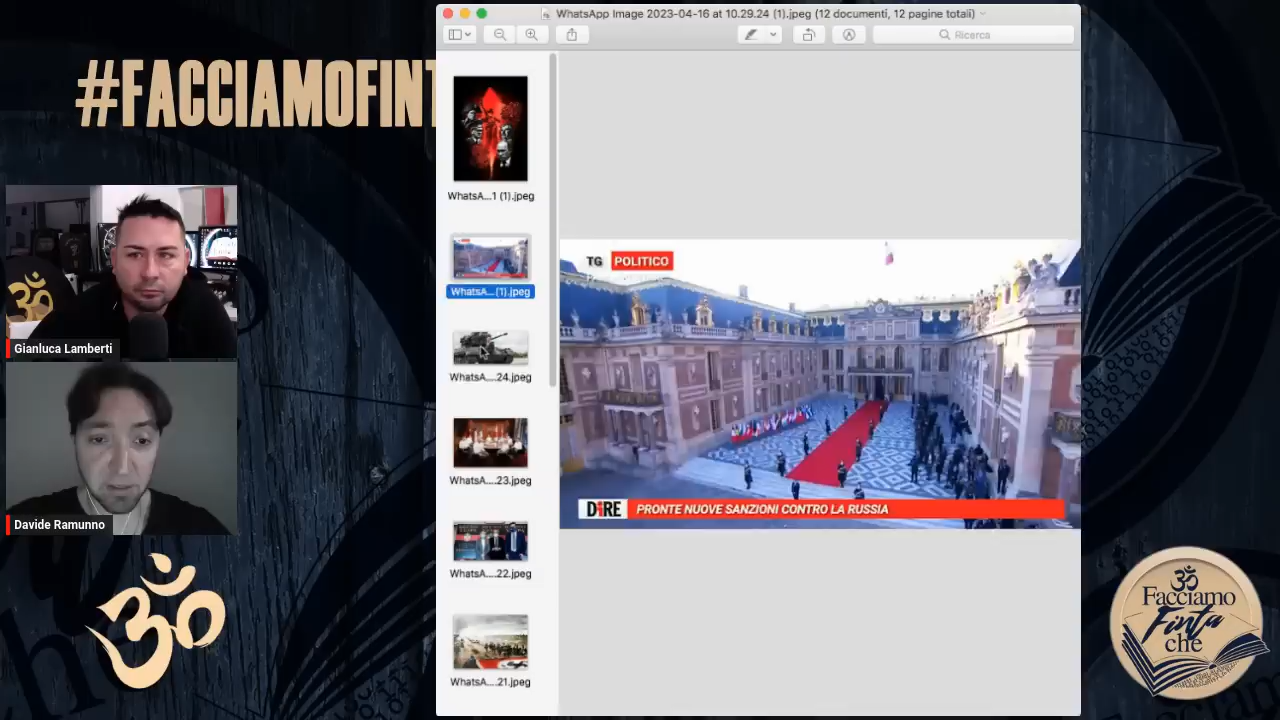 #FACCIAMOFINT
WhatsApp Image 2023-04-16 at 10.29.24 (1).jpeg (12 documenti, 12 pagine totali)
Ricerca
WhatsA...1 (1).jpeg
WhatsA...(1).jpeg
WhatsA....24.jpeg
WhatsA....23.jpeg
WhatsA....22.jpeg
WhatsA....21.jpeg
TG POLITICO
DiRE PRONTE NUOVE SANZIONI CONTRO LA RUSSIA
Gianluca Lamberti
Davide Ramunno
Facciamo
Finta
che